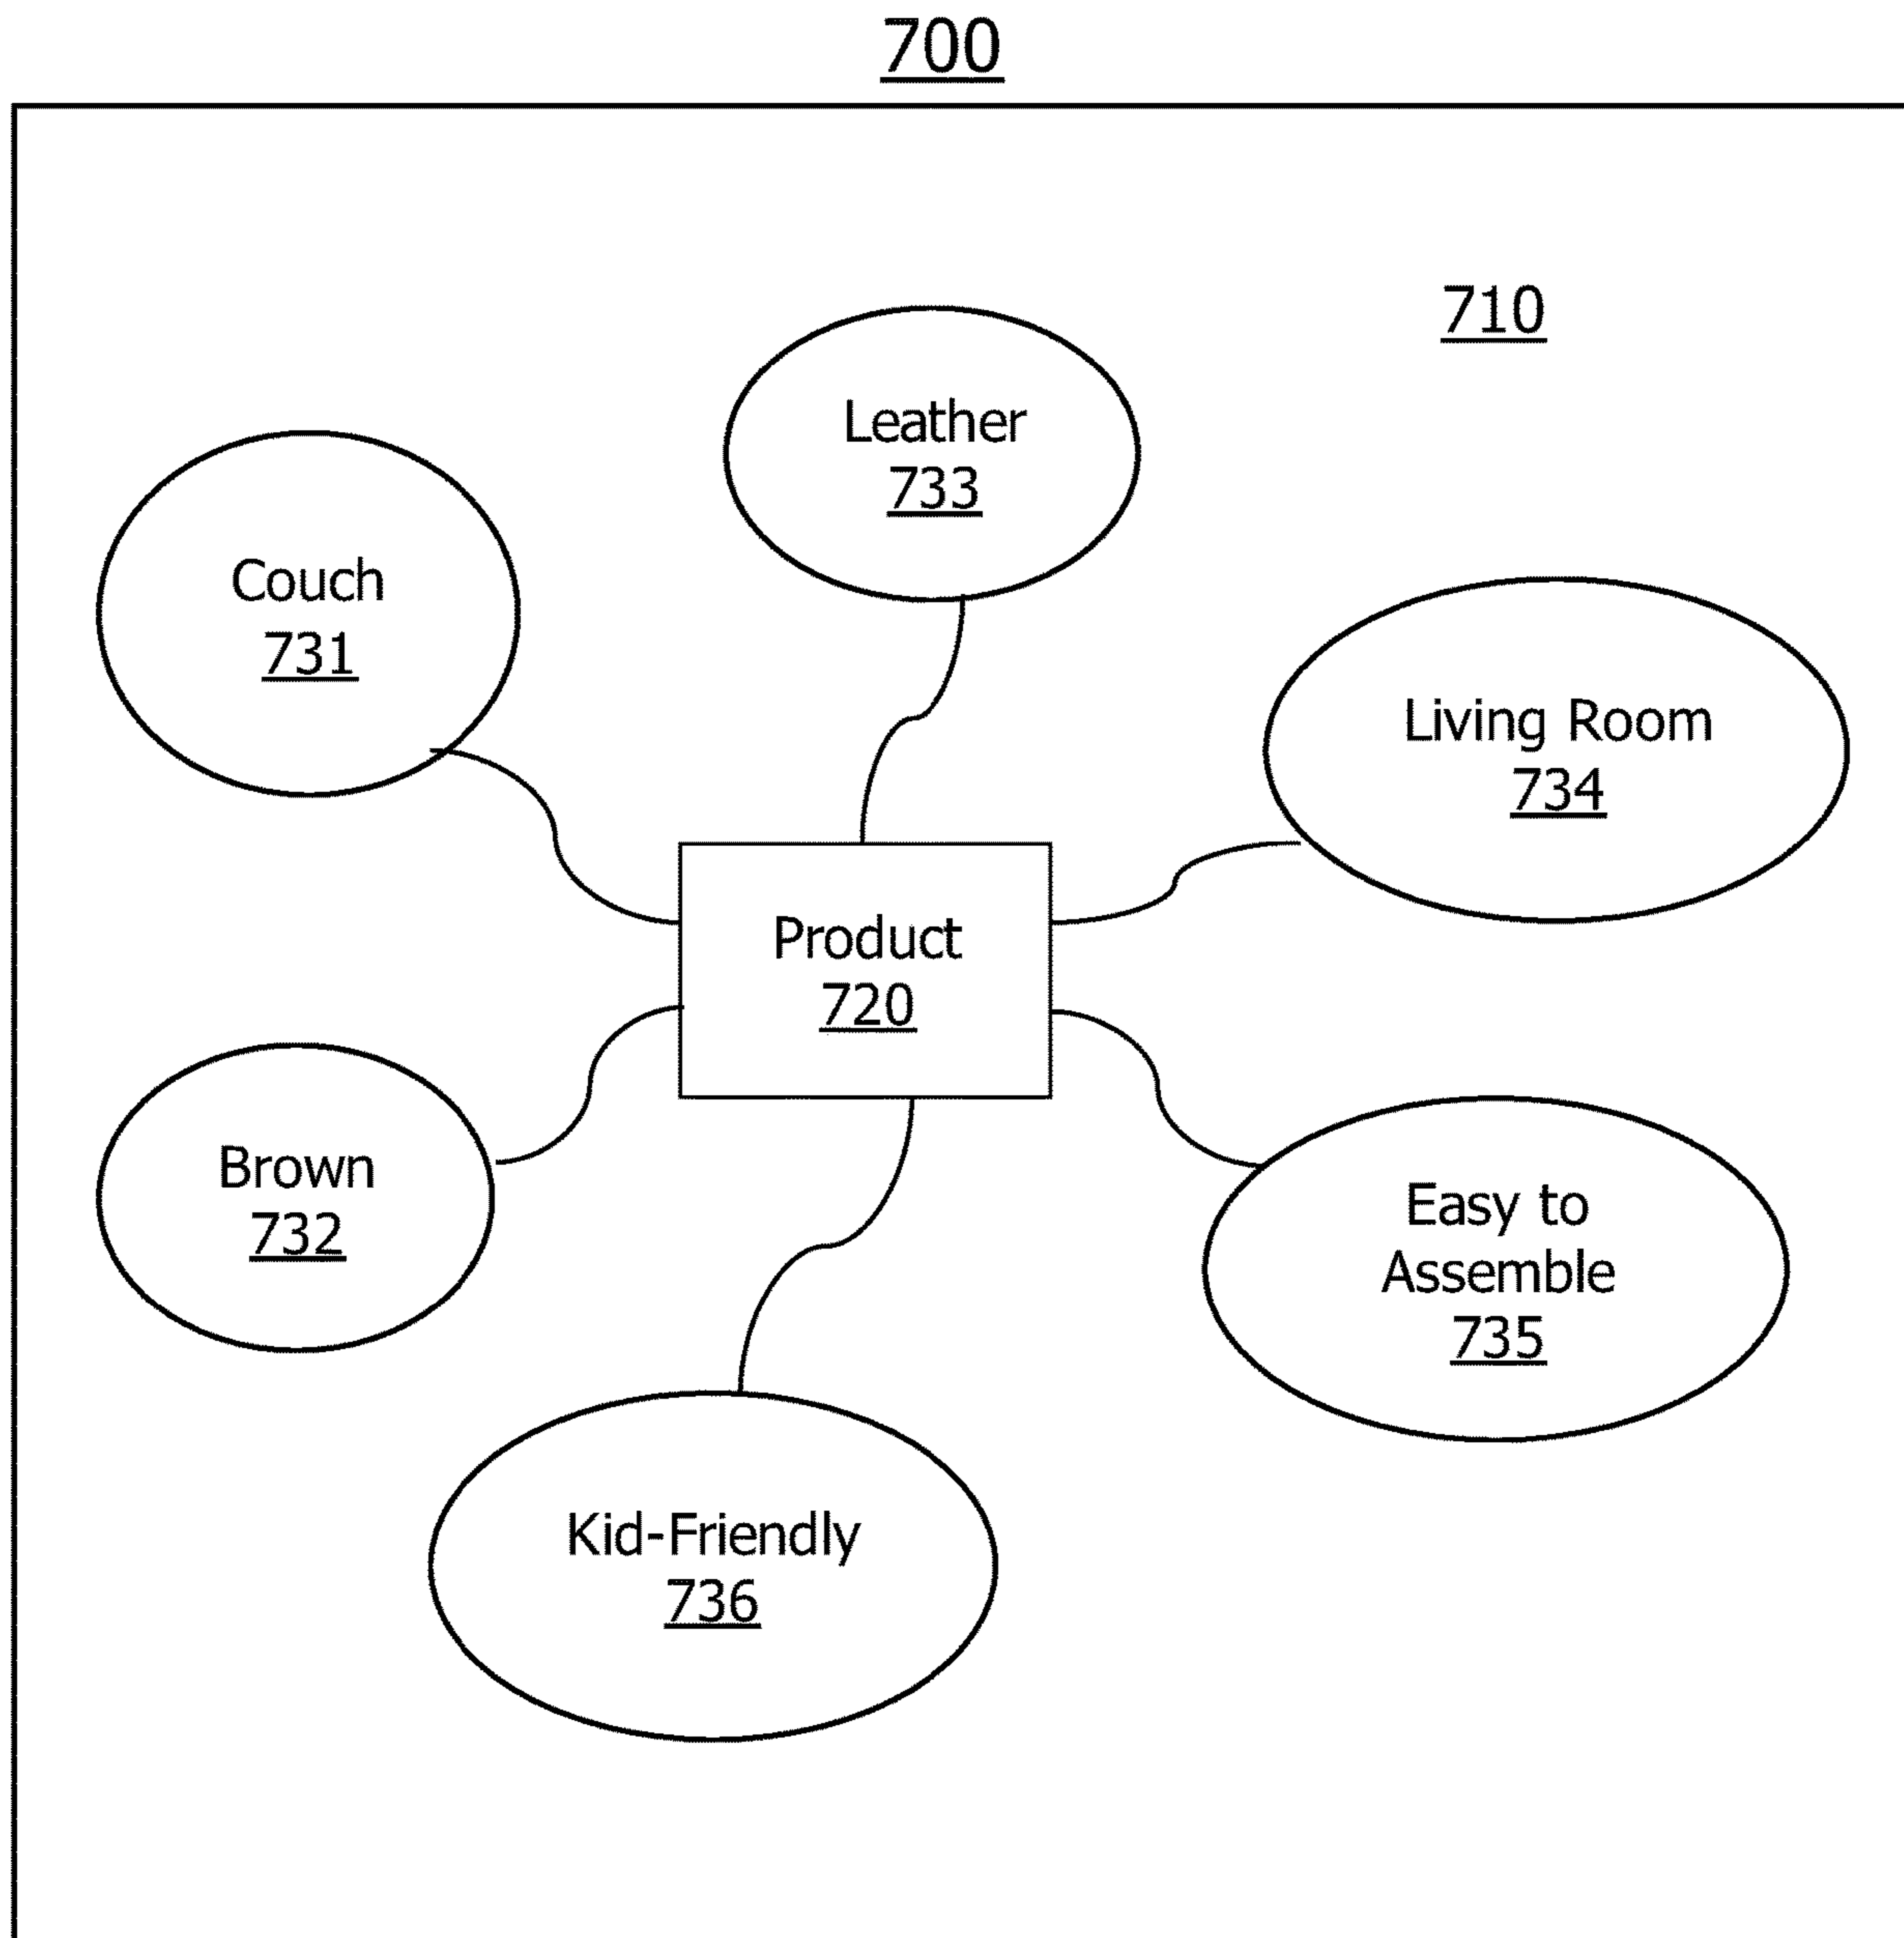 700
710
Leather
733
Couch
731
Living Room
734
Product
720
Brown
732
Easy to
Assemble
735
Kid-Friendly
736